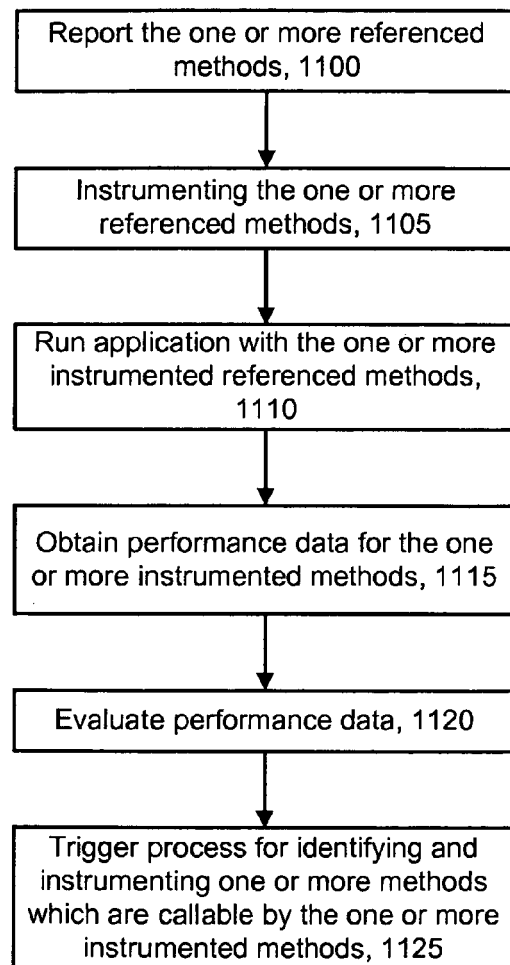 Report the one or more referenced
methods, 1100
Instrumenting the one or more
referenced methods, 1105
Run application with the one or more
instrumented referenced methods,
1110
Obtain performance data for the one
or more instrumented methods, 1115
Evaluate performance data, 1120
Trigger process for identifying and
instrumenting one or more methods
which are callable by the one or more
instrumented methods, 1125